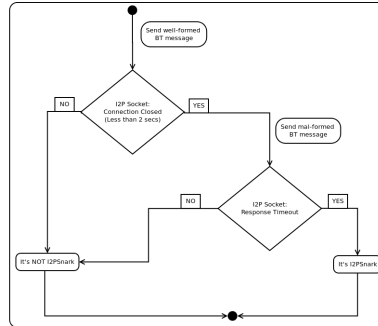 Send well-formed
BT message
I2P Socket:
Connection Closed
(Less than 2 secs)
NO
YES
Send mal-formed
BT message
I2P Socket:
Response Timeout
NO
YES
It's NOT I2PSnark
It's I2PSnark